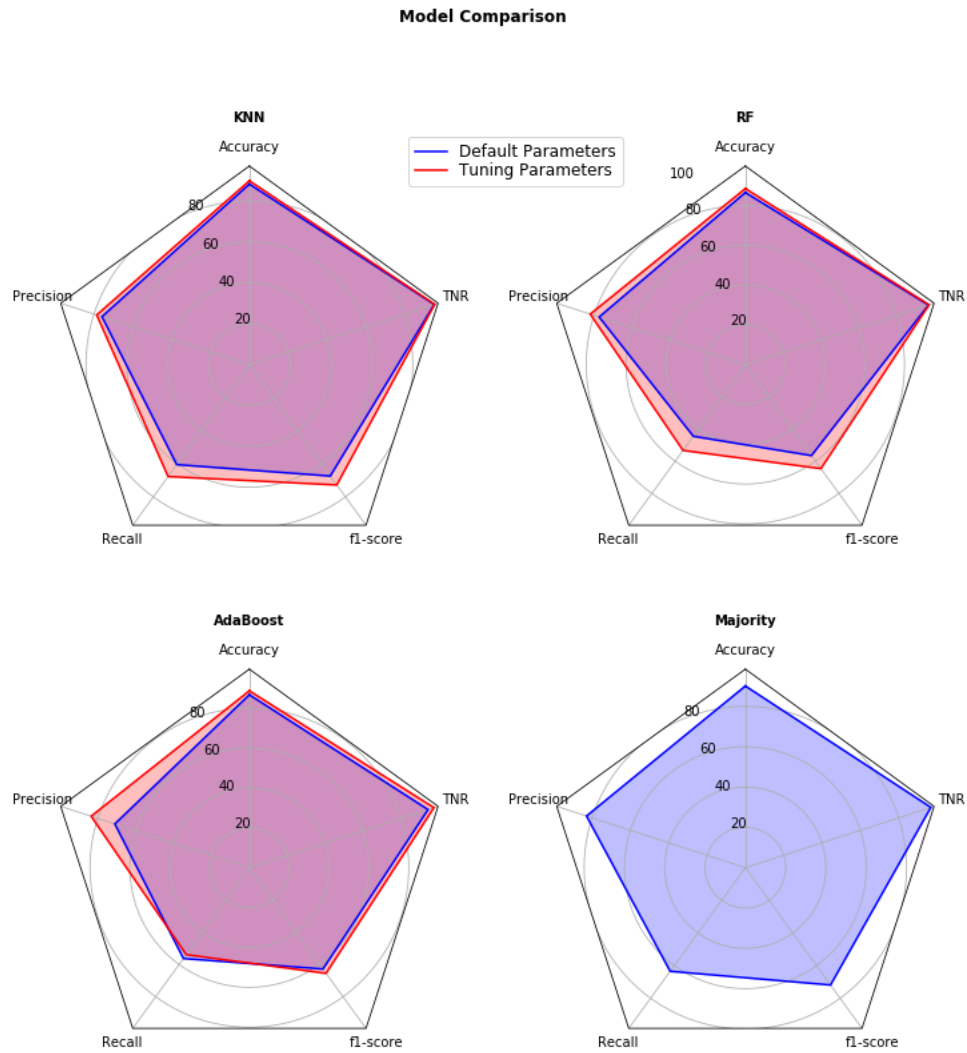 Model Comparison
KNN
Accuracy
80
60
40
20
Precision
TNR
Recall
f1-score
Default Parameters
Tuning Parameters
RF
Accuracy
100
80
60
40
20
Precision
TNR
Recall
f1-score
AdaBoost
Accuracy
80
60
40
20
Precision
TNR
Recall
f1-score
Majority
Accuracy
80
60
40
20
Precision
TNR
Recall
f1-score